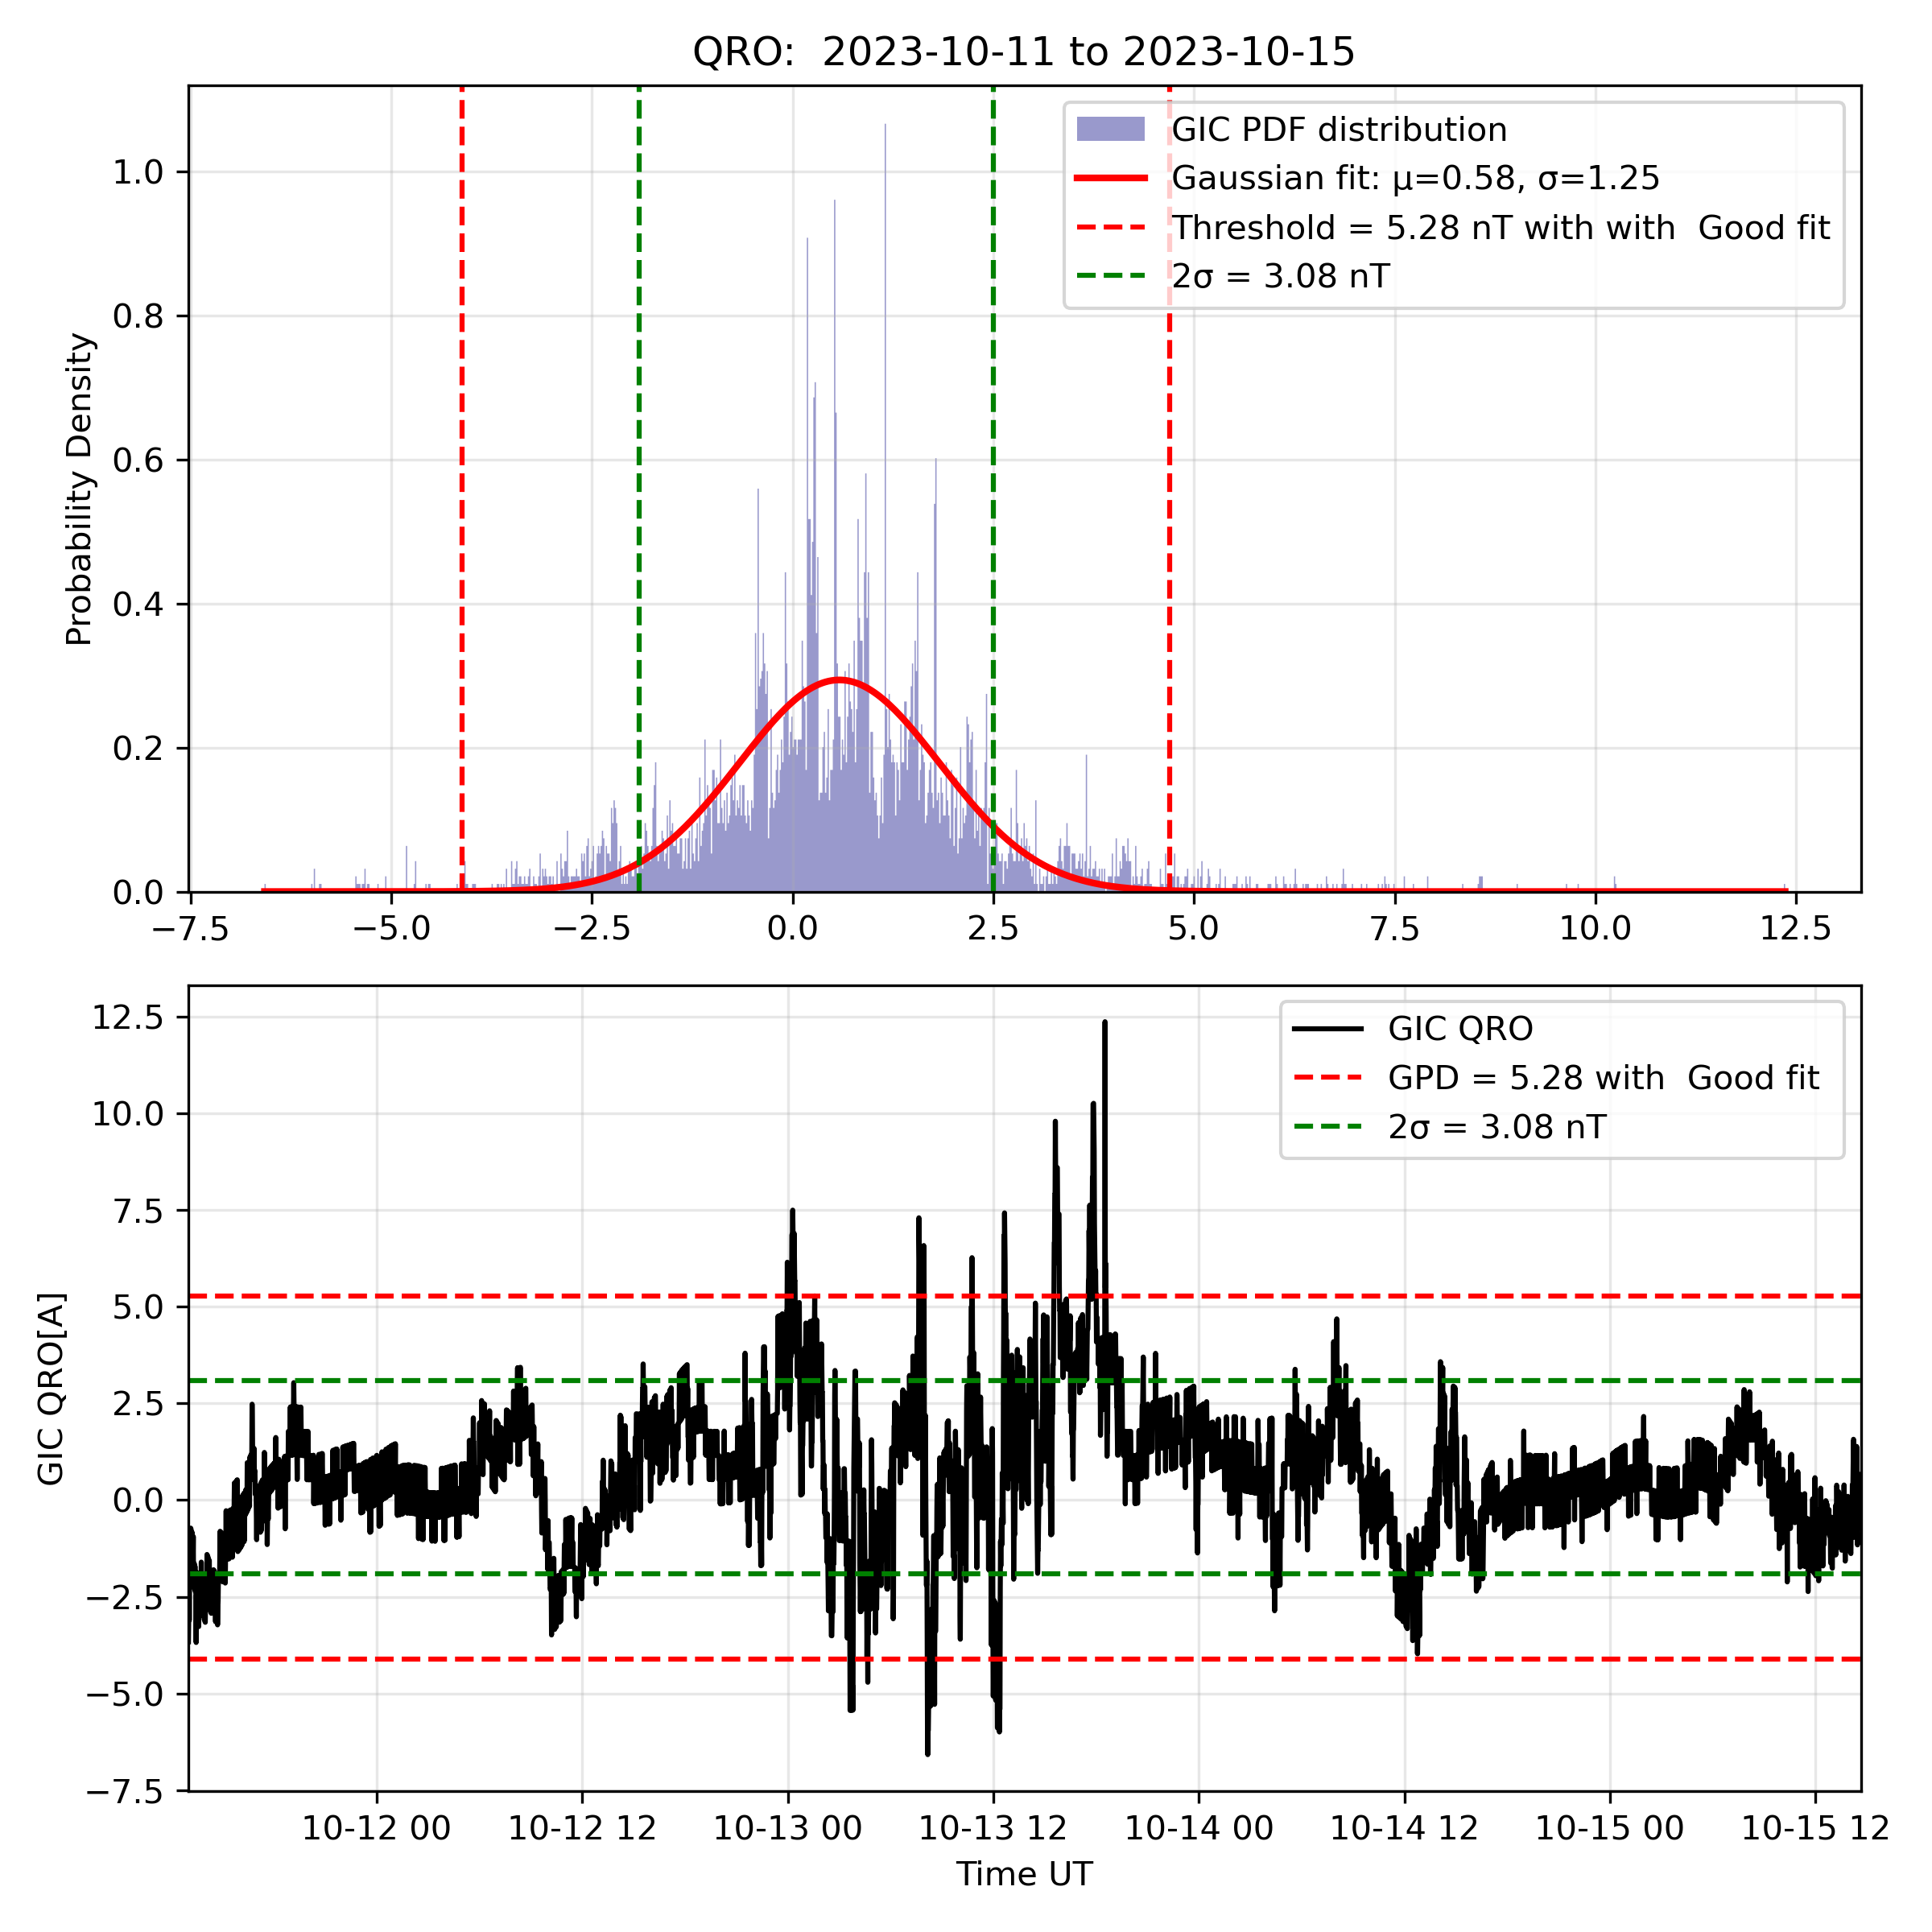 QRO:  2023-10-11 to 2023-10-15
Probability Density
1.0
0.8
0.6
0.4
0.2
0.0
GIC PDF distribution
Gaussian fit: μ=0.58, σ=1.25
Threshold = 5.28 nT with with  Good fit
2σ = 3.08 nT
−7.5 −5.0 −2.5 0.0 2.5 5.0 7.5 10.0 12.5
GIC QRO[A]
12.5
10.0
7.5
5.0
2.5
0.0
−2.5
−5.0
−7.5
GIC QRO
GPD = 5.28 with  Good fit
2σ = 3.08 nT
10-12 00 10-12 12 10-13 00 10-13 12 10-14 00 10-14 12 10-15 00 10-15 12
Time UT